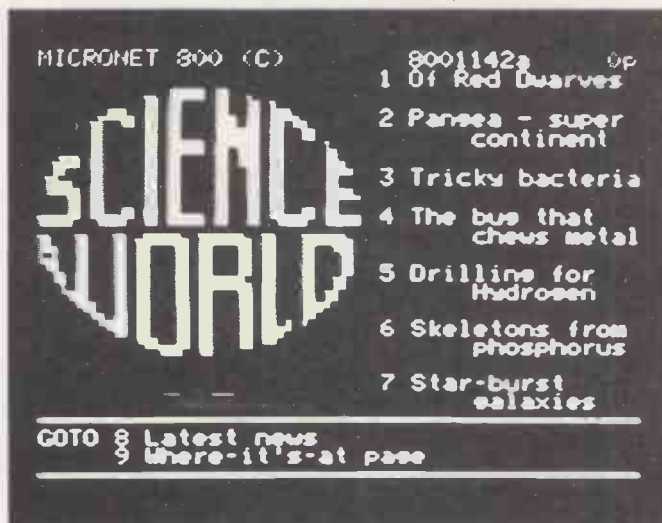 MICRONET 800 (C)
8001142a 0p
SCIENCE
WORLD
1 Of Red Dwarves
2 Pangea - super
continent
3 Tricky bacteria
4 The bug that
chews metal
5 Drilling for
Hydrogen
6 Skeletons from
phosphorus
7 Star-burst
galaxies
GOTO 8 Latest news
9 Where-it's-at page